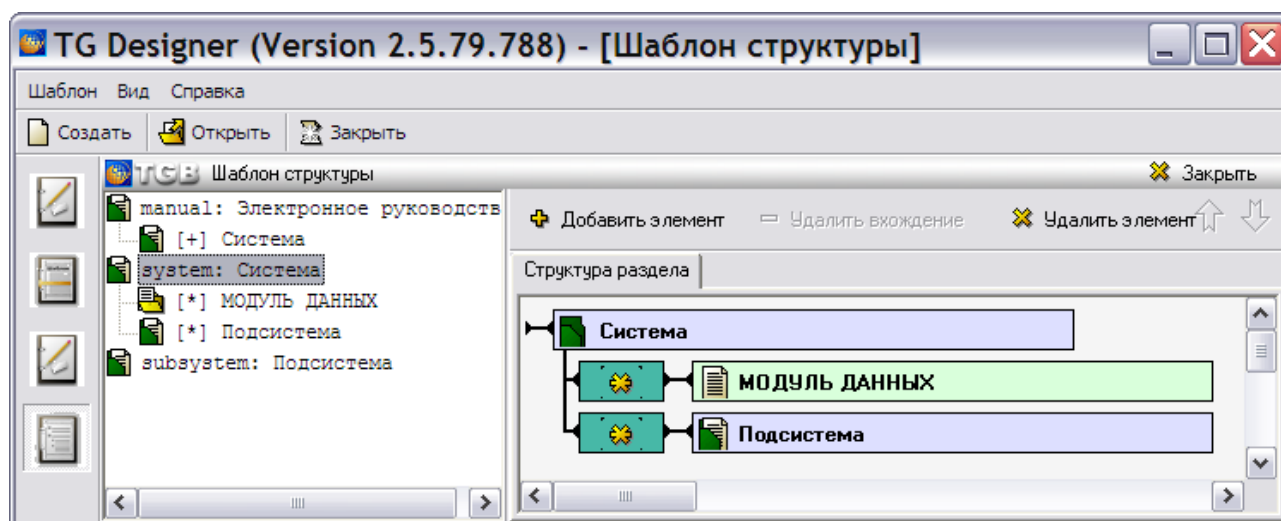 TG Designer (Version 2.5.79.788) - [Шаблон структуры]
Шаблон Вид Справка
Создать Открыть Закрыть
TGB Шаблон структуры Закрыть
manual: Электронное руководств
[+] Система
system: Система
[*] МОДУЛЬ ДАННЫХ
[*] Подсистема
subsystem: Подсистема
Добавить элемент Удалить вхождение Удалить элемент
Структура раздела
Система
МОДУЛЬ ДАННЫХ
Подсистема